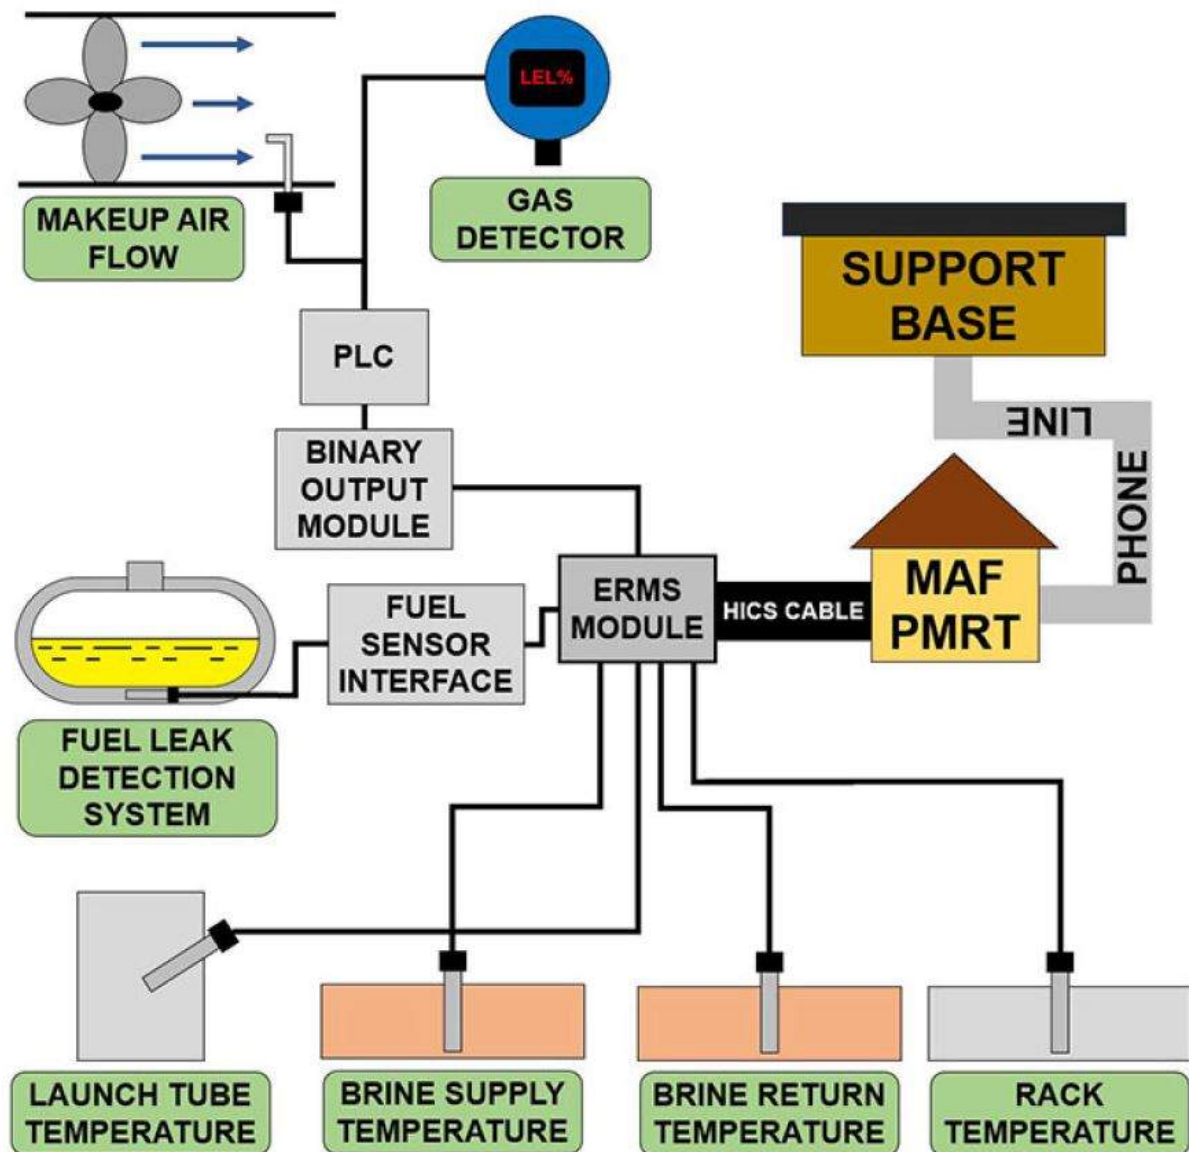 LEL%
MAKEUP AIR
FLOW
GAS
DETECTOR
SUPPORT
BASE
PLC
LINE
BINARY
OUTPUT
MODULE
PHONE
ERMS
MODULE
HICS CABLE
MAF
PMRT
FUEL
SENSOR
INTERFACE
FUEL LEAK
DETECTION
SYSTEM
LAUNCH TUBE
TEMPERATURE
BRINE SUPPLY
TEMPERATURE
BRINE RETURN
TEMPERATURE
RACK
TEMPERATURE